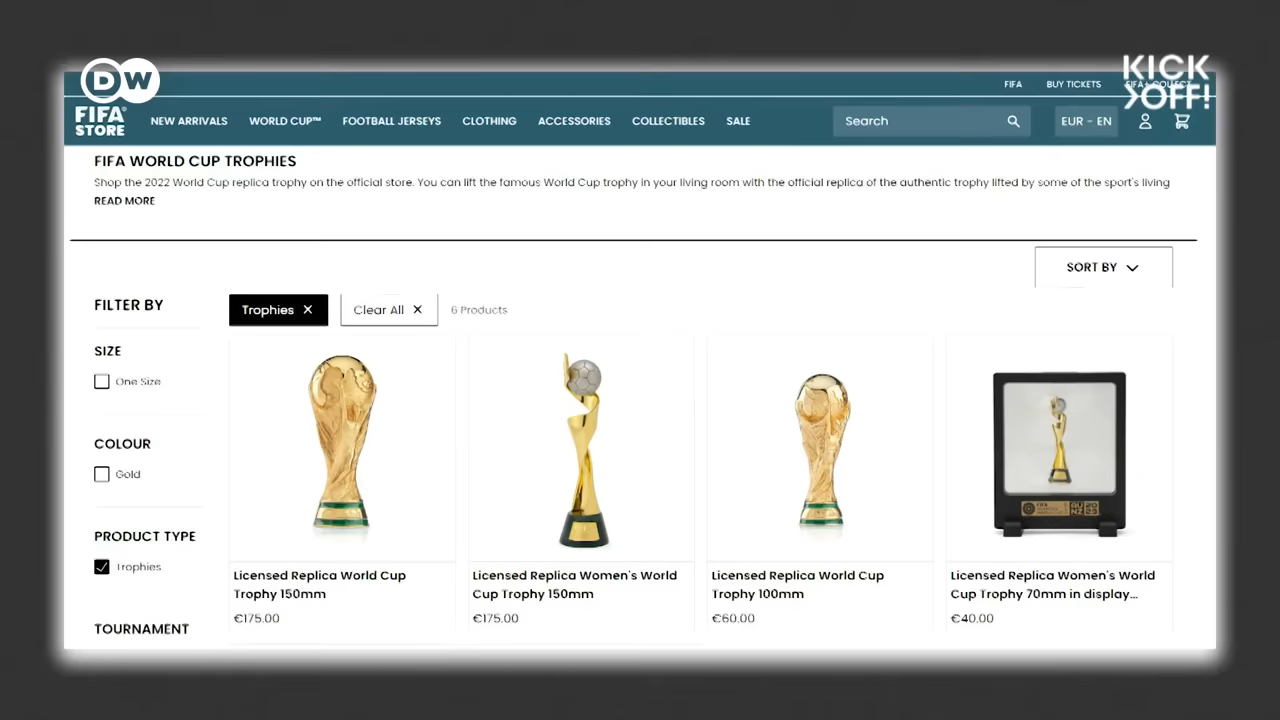 DW
KICK
OFF!
FIFA
BUY TICKETS
FIFA+ COLLECT
FIFA®
STORE
NEW ARRIVALS
WORLD CUP™
FOOTBALL JERSEYS
CLOTHING
ACCESSORIES
COLLECTIBLES
SALE
Search
EUR - EN
FIFA WORLD CUP TROPHIES
Shop the 2022 World Cup replica trophy on the official store. You can lift the famous World Cup trophy in your living room with the official replica of the authentic trophy lifted by some of the sport's living
READ MORE
SORT BY
FILTER BY
Trophies
Clear All
6 Products
SIZE
One Size
COLOUR
Gold
PRODUCT TYPE
Trophies
TOURNAMENT
Licensed Replica World Cup
Trophy 150mm
€175.00
Licensed Replica Women's World
Cup Trophy 150mm
€175.00
Licensed Replica World Cup
Trophy 100mm
€60.00
Licensed Replica Women's World
Cup Trophy 70mm in display...
€40.00